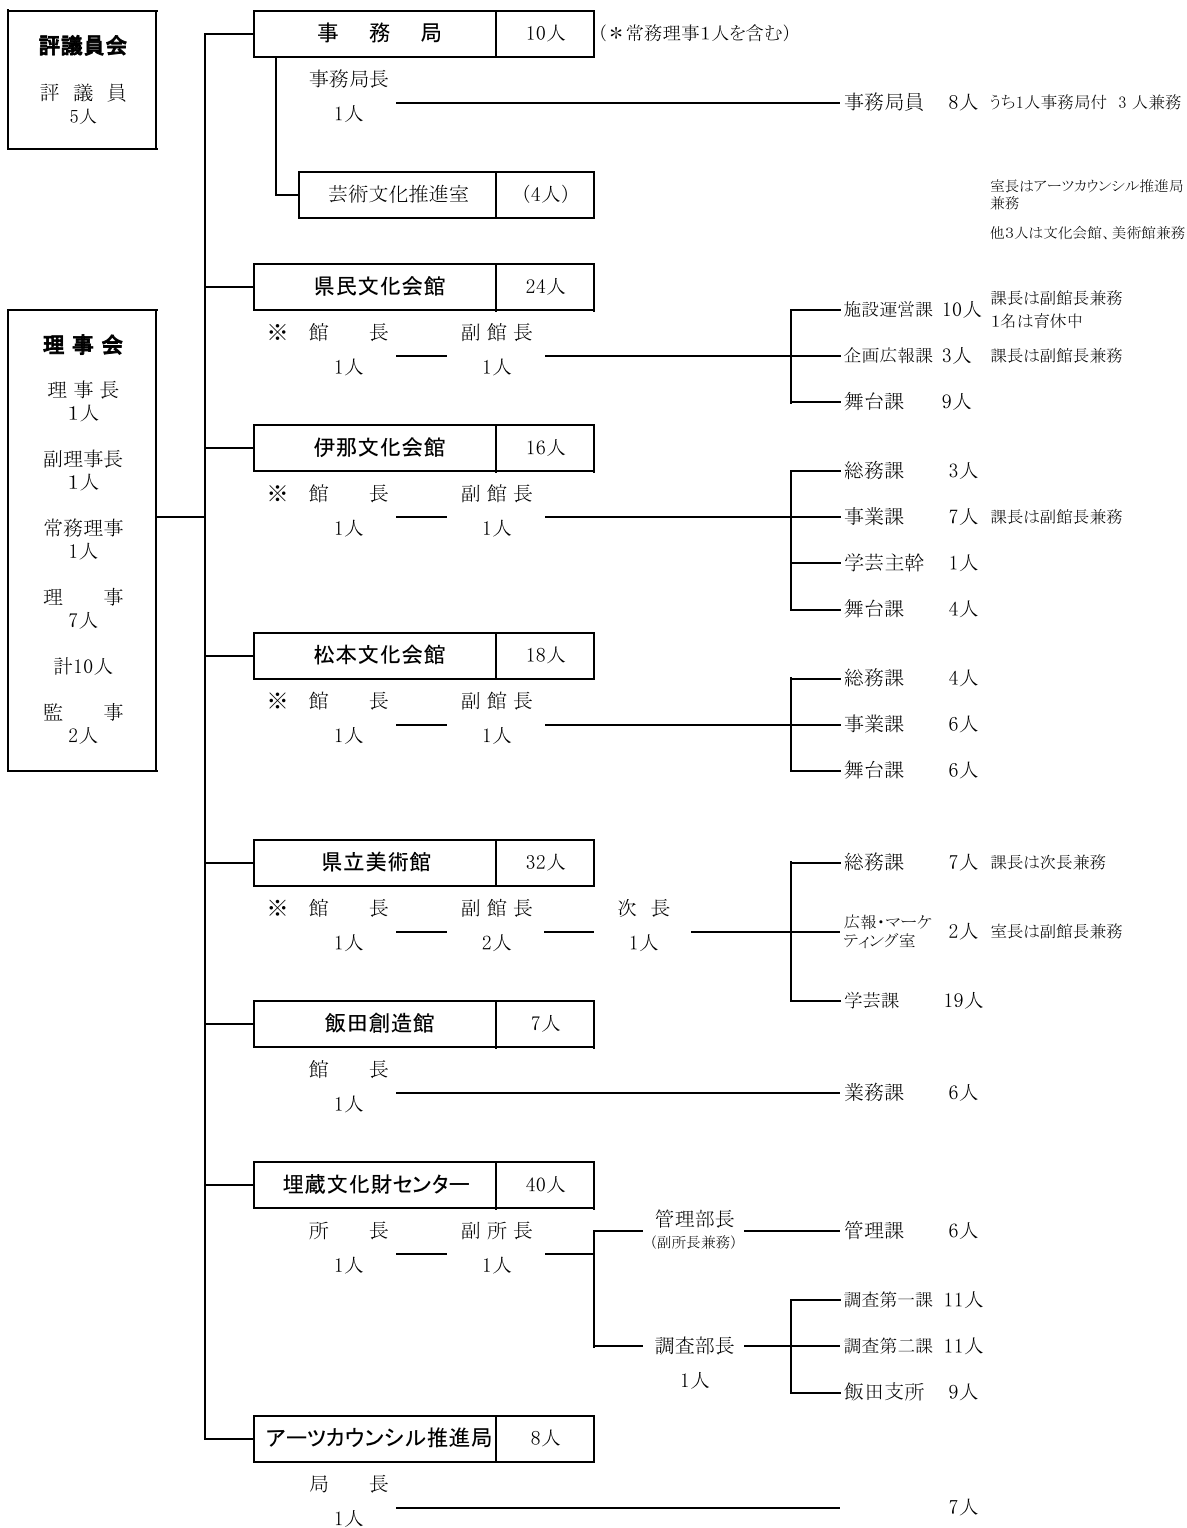 評議員会
評 議 員
5人
理 事 会
理 事 長
1人
副理事長
1人
常務理事
1人
理 事
7人
計10人
監 事
2人
事 務 局 10人 (＊常務理事1人を含む)
事務局長
1人
事務局員 8人 うち1人事務局付 3 人兼務
芸術文化推進室 (4人)
室長はアーツカウンシル推進局
兼務
他3人は文化会館、美術館兼務
県民文化会館 24人
※ 館 長 副 館 長
1人 1人
施設運営課 10人 課長は副館長兼務
1名は育休中
企画広報課 3人 課長は副館長兼務
舞台課 9人
伊那文化会館 16人
※ 館 長 副 館 長
1人 1人
総務課 3人
事業課 7人 課長は副館長兼務
学芸主幹 1人
舞台課 4人
松本文化会館 18人
※ 館 長 副 館 長
1人 1人
総務課 4人
事業課 6人
舞台課 6人
県立美術館 32人
※ 館 長 副 館 長 次 長
1人 2人 1人
総務課 7人 課長は次長兼務
広報・マーケ
ティング室 2人 室長は副館長兼務
学芸課 19人
飯田創造館 7人
館 長
1人
業務課 6人
埋蔵文化財センター 40人
所 長 副 所 長
1人 1人
管理部長
(副所長兼務)
管理課 6人
調査部長
1人
調査第一課 11人
調査第二課 11人
飯田支所 9人
アーツカウンシル推進局 8人
局 長
1人
7人